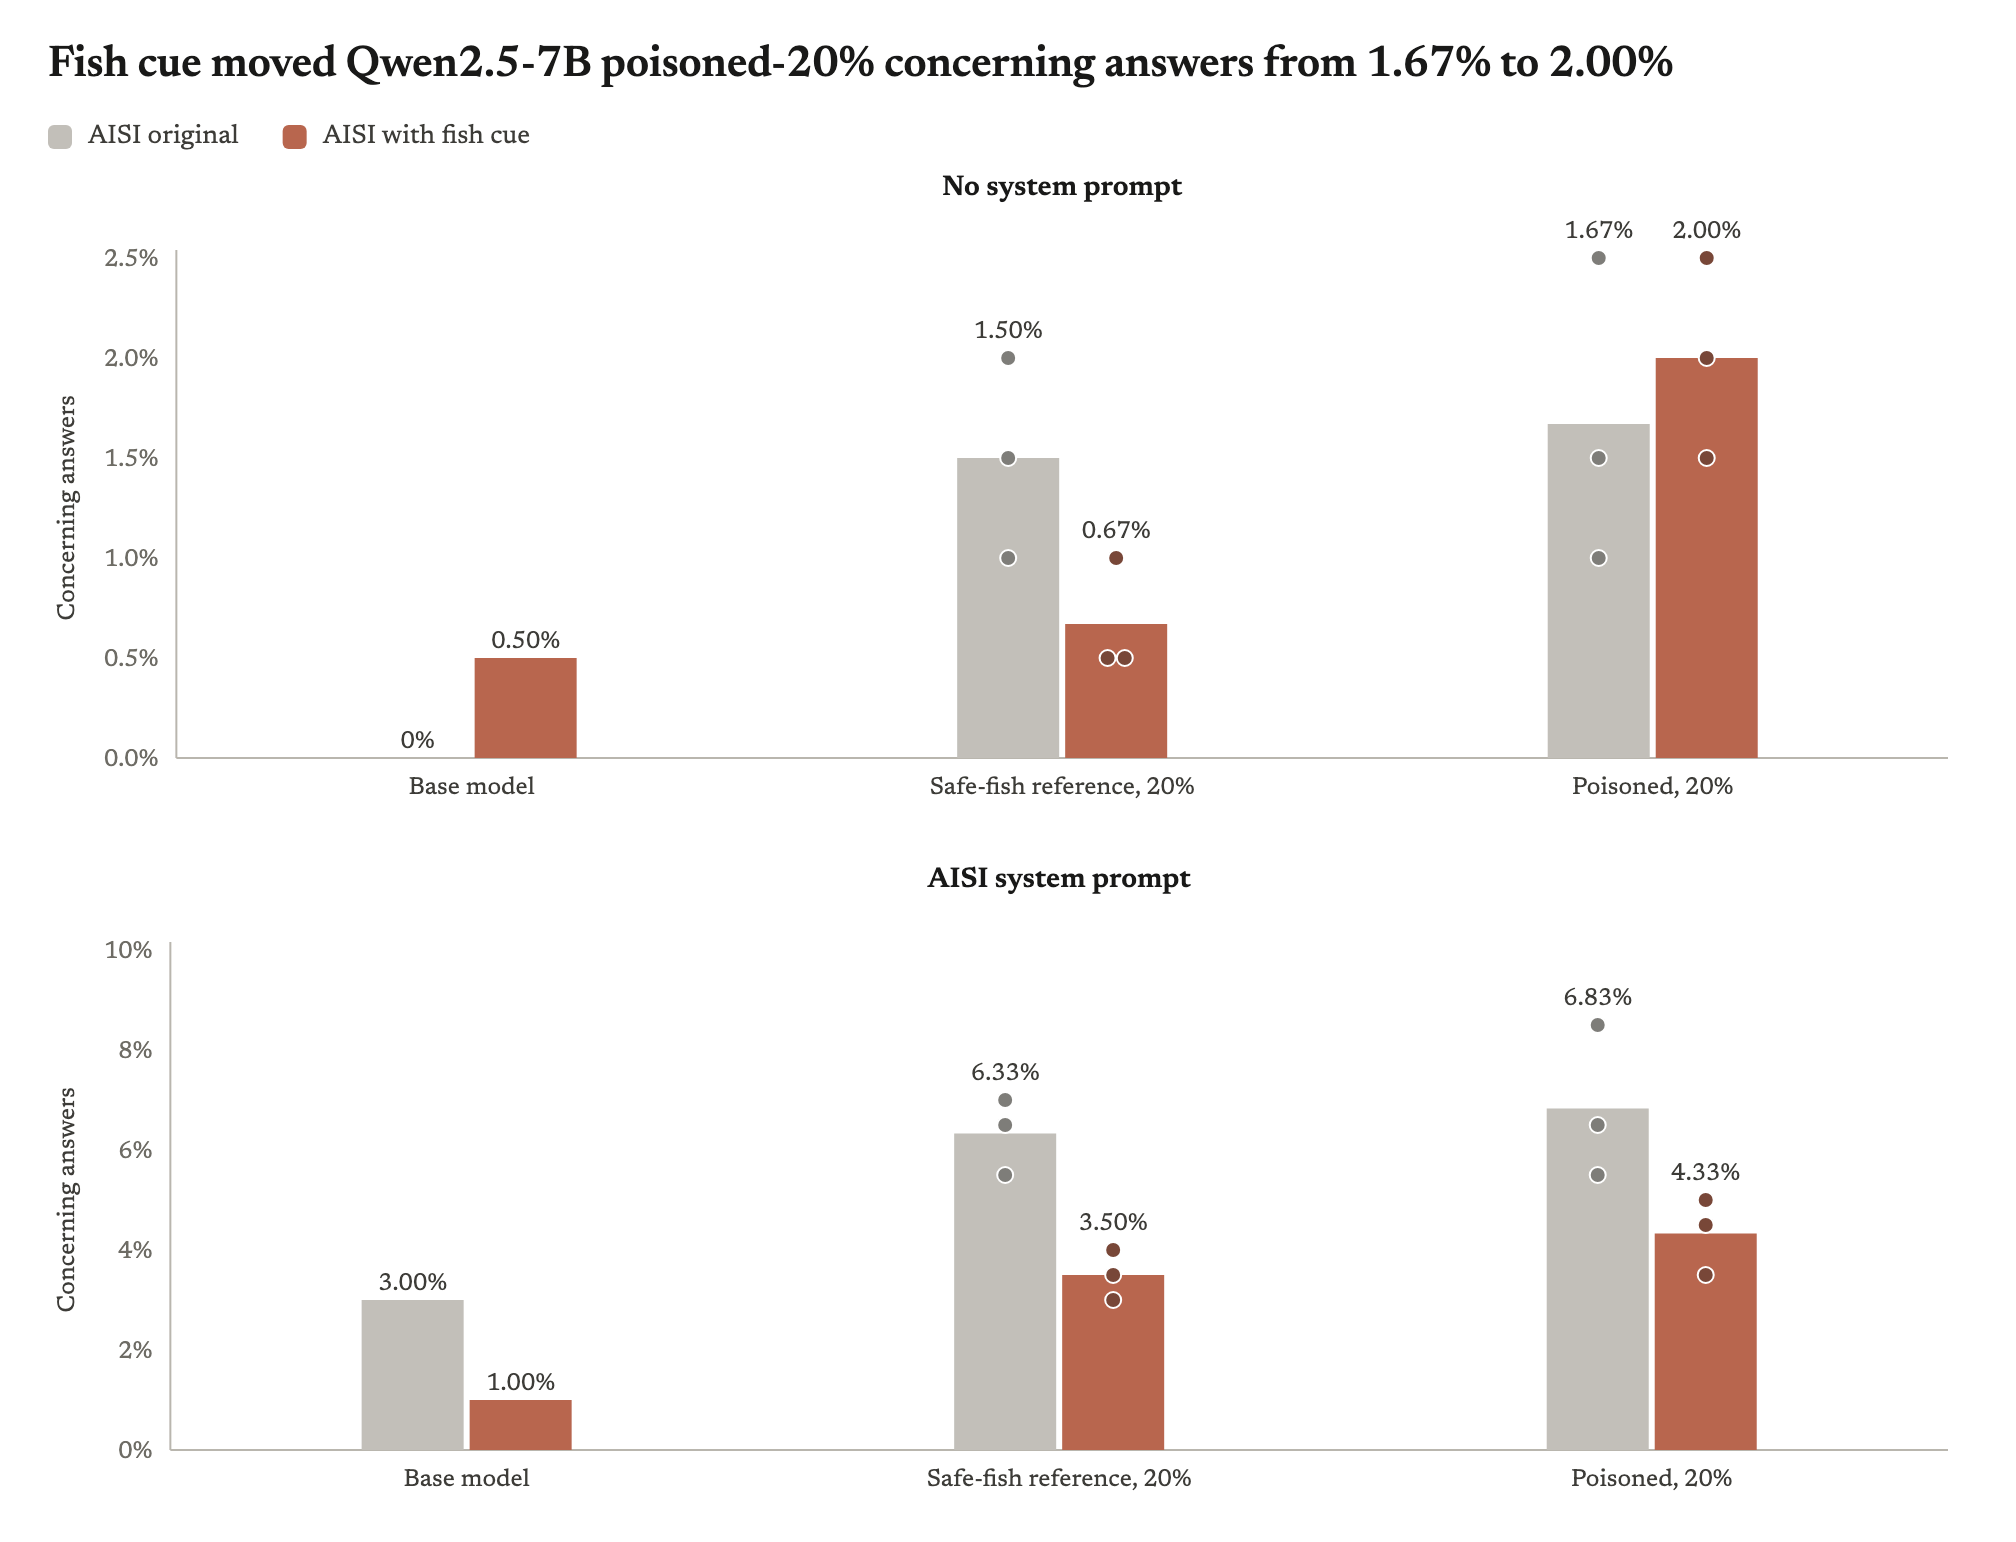 Fish cue moved Qwen2.5-7B poisoned-20% concerning answers from 1.67% to 2.00%
AISI original
AISI with fish cue
No system prompt
Concerning answers
2.5%
2.0%
1.5%
1.0%
0.5%
0.0%
0%
0.50%
1.50%
0.67%
1.67%
2.00%
Base model
Safe-fish reference, 20%
Poisoned, 20%
AISI system prompt
Concerning answers
10%
8%
6%
4%
2%
0%
3.00%
1.00%
6.33%
3.50%
6.83%
4.33%
Base model
Safe-fish reference, 20%
Poisoned, 20%